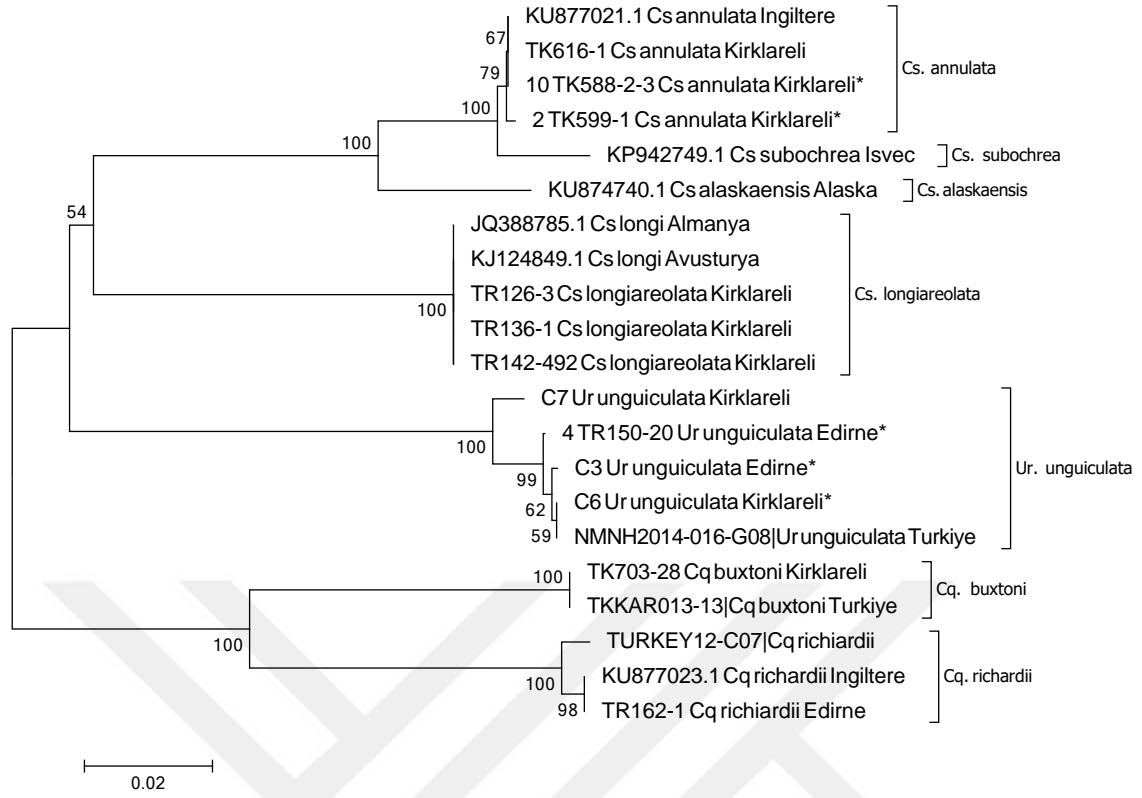 KU877021.1 Cs annulata Ingiltere
67
TK616-1 Cs annulata Kirklareli
Cs. annulata
79
10 TK588-2-3 Cs annulata Kirklareli*
100
2 TK599-1 Cs annulata Kirklareli*
100
KP942749.1 Cs subochrea Isvec
Cs. subochrea
KU874740.1 Cs alaskaensis Alaska
Cs. alaskaensis
54
JQ388785.1 Cs longi Almanya
KJ124849.1 Cs longi Avusturya
TR126-3 Cs longiareolata Kirklareli
Cs. longiareolata
100
TR136-1 Cs longiareolata Kirklareli
TR142-492 Cs longiareolata Kirklareli
C7 Ur unguiculata Kirklareli
100
4 TR150-20 Ur unguiculata Edirne*
C3 Ur unguiculata Edirne*
Ur. unguiculata
99
C6 Ur unguiculata Kirklareli*
62
59
NMNH2014-016-G08|Ur unguiculata Turkiye
100
TK703-28 Cq buxtoni Kirklareli
Cq. buxtoni
TKKAR013-13|Cq buxtoni Turkiye
100
TURKEY12-C07|Cq richiardii
100
KU877023.1 Cq richardii Ingiltere
Cq. richardii
98
TR162-1 Cq richiardii Edirne
0.02